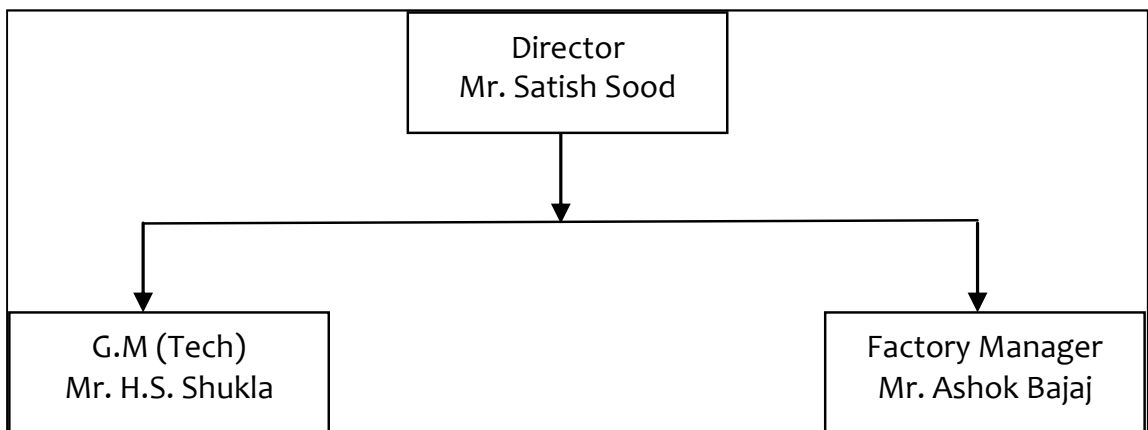 Director
Mr. Satish Sood
G.M (Tech)
Mr. H.S. Shukla
Factory Manager
Mr. Ashok Bajaj